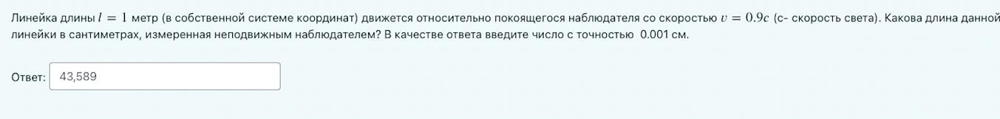 Линейка длины l = 1 метр (в собственной системе координат) движется относительно покоящегося наблюдателя со скоростью υ = 0.9c (с- скорость света). Какова длина данной
линейки в сантиметрах, измеренная неподвижным наблюдателем? В качестве ответа введите число с точностью 0.001 см.
Ответ: 43,589